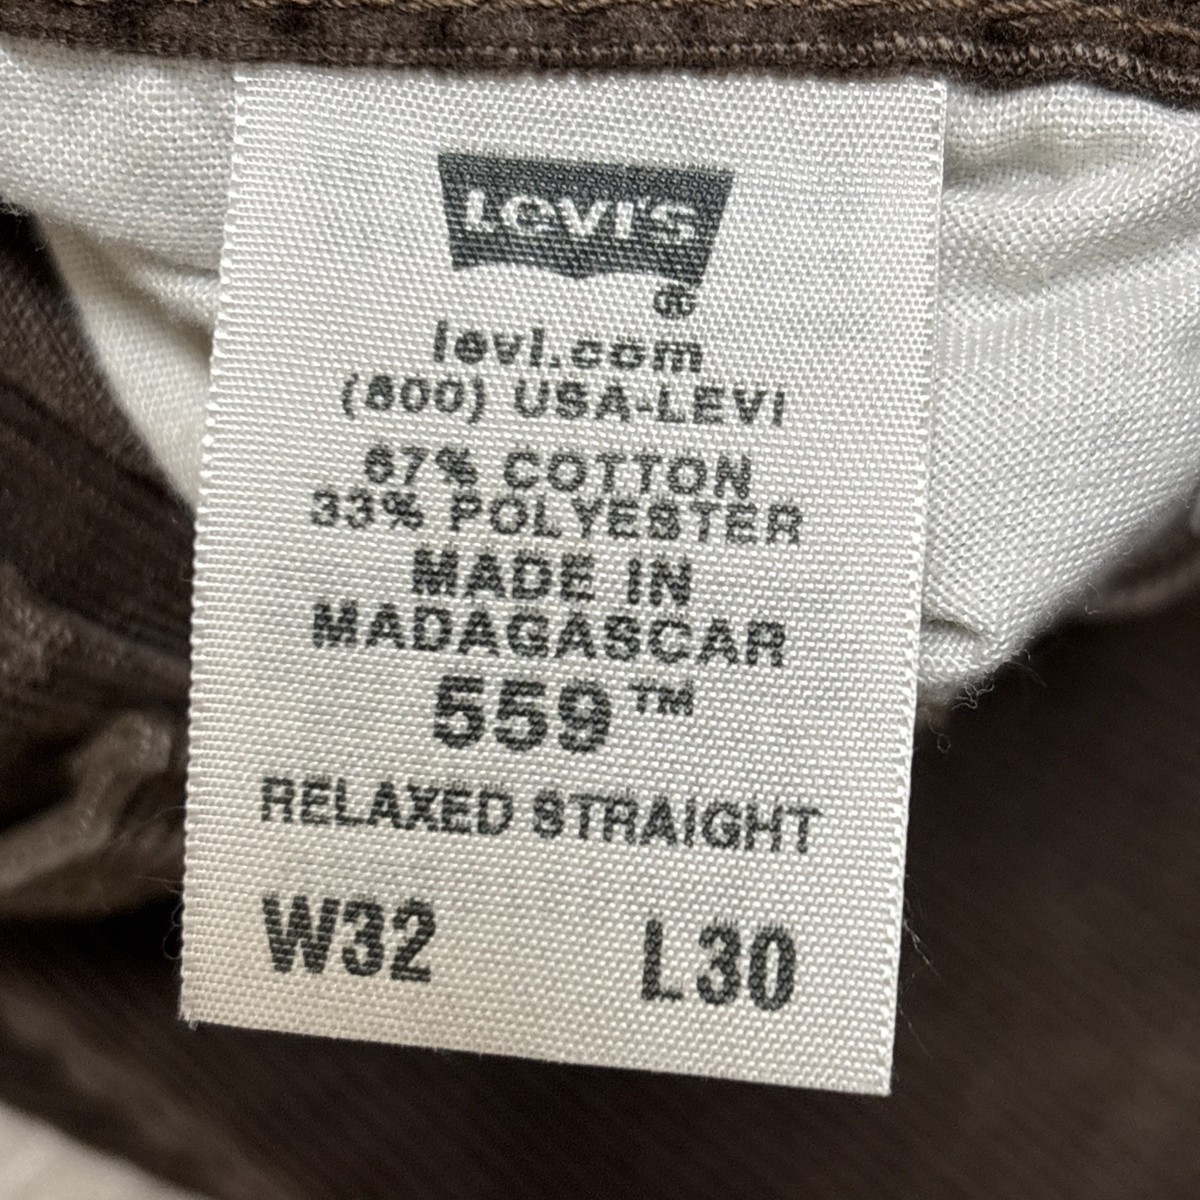 LEVI'S
®
levi.com
(800) USA-LEVI
67% COTTON
33% POLYESTER
MADE IN
MADAGASCAR
559™
RELAXED STRAIGHT
W32 L30